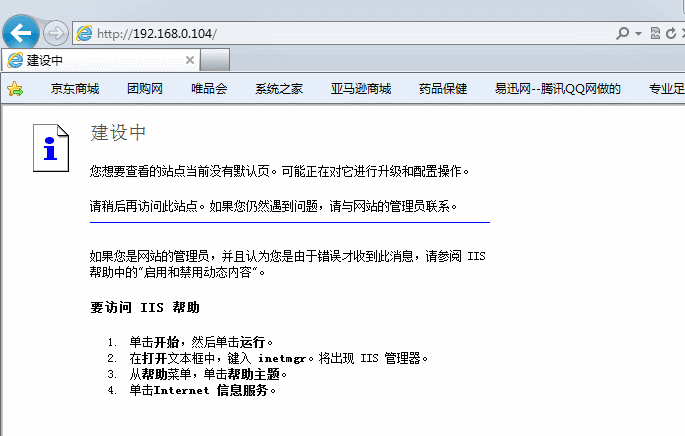 http://192.168.0.104/
建设中
京东商城 团购网 唯品会 系统之家 亚马逊商城 药品保健 易迅网--腾讯QQ网做的 专业足
建设中
您想要查看的站点当前没有默认页。可能正在对它进行升级和配置操作。
请稍后再访问此站点。如果您仍然遇到问题，请与网站的管理员联系。
如果您是网站的管理员，并且认为您是由于错误才收到此消息，请参阅 IIS
帮助中的"启用和禁用动态内容"。
要访问 IIS 帮助
1. 单击开始，然后单击运行。
2. 在打开文本框中，键入 inetmgr。将出现 IIS 管理器。
3. 从帮助菜单，单击帮助主题。
4. 单击Internet 信息服务。